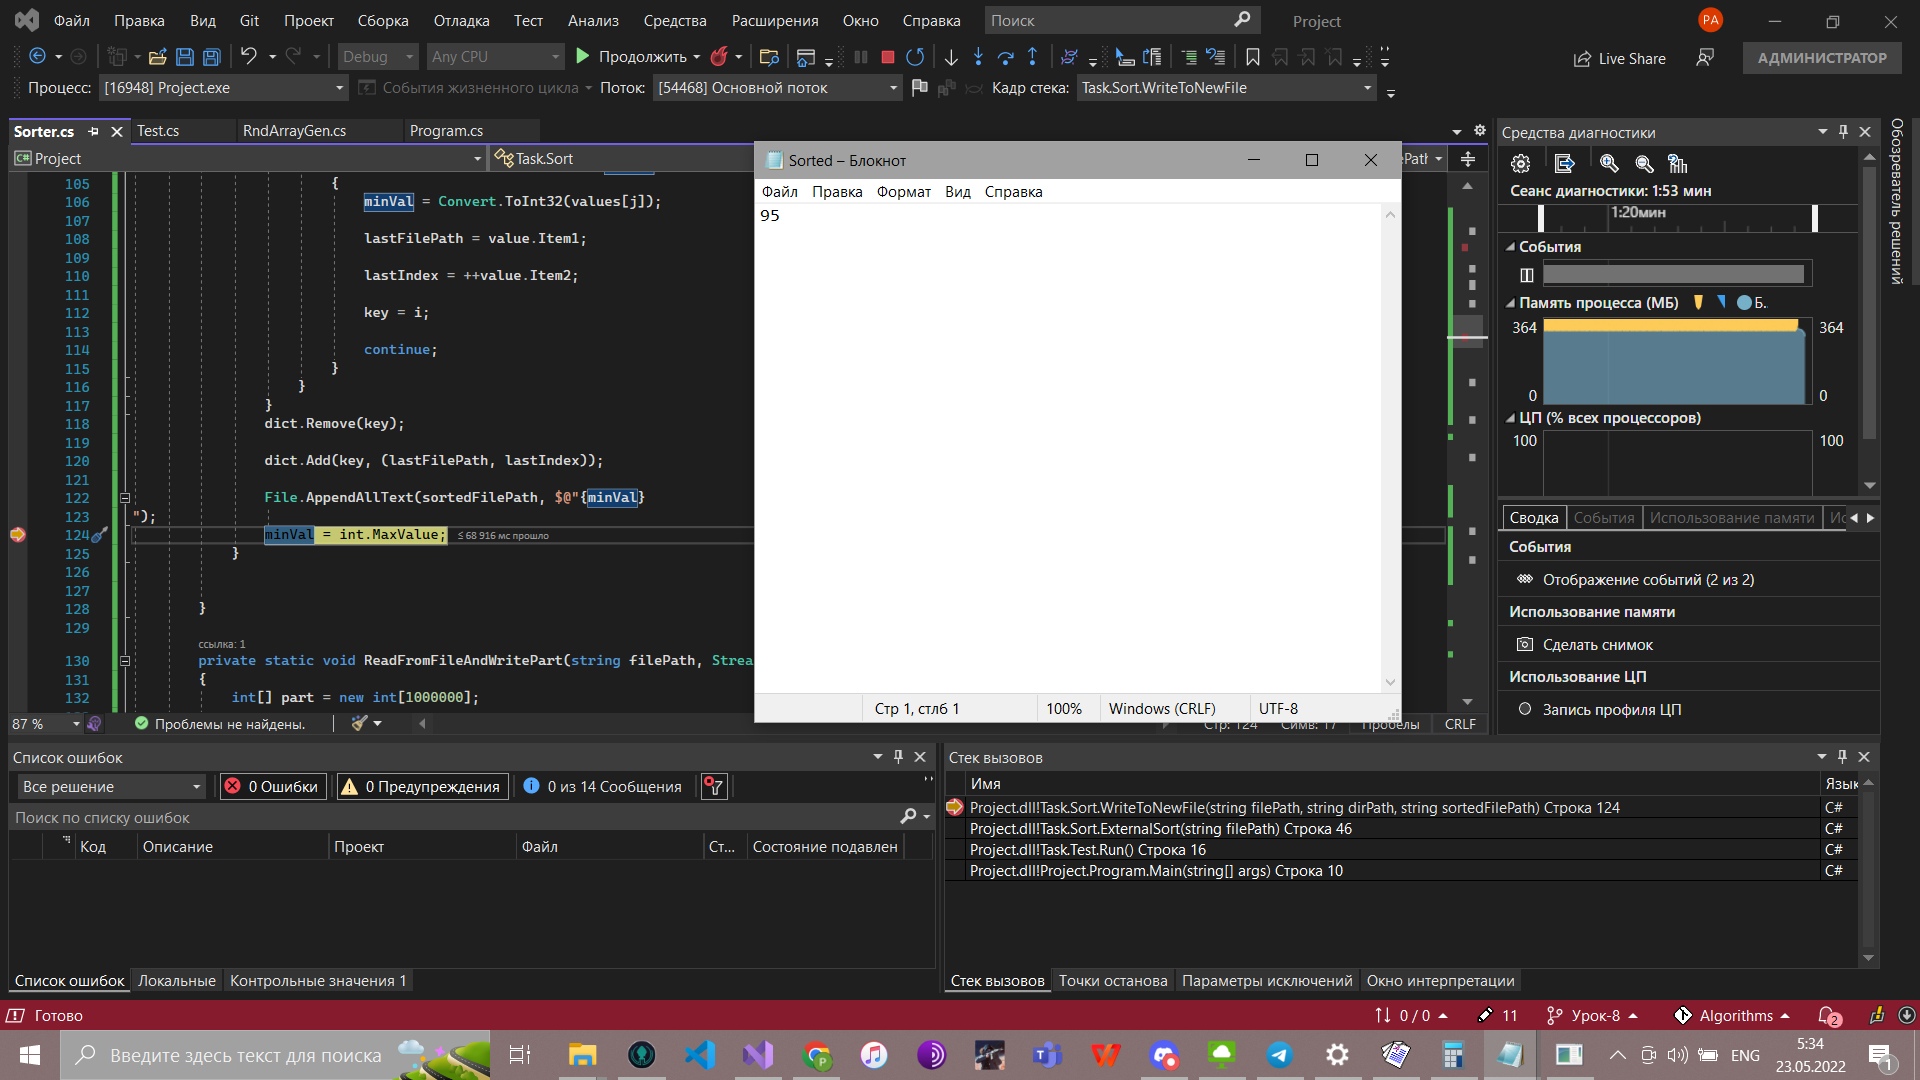 Файл Правка Вид Git Проект Сборка Отладка Тест Анализ Средства Расширения Окно Справка Поиск Project РА
Debug Any CPU Продолжить Live Share АДМИНИСТРАТОР
Процесс: [16948] Project.exe События жизненного цикла Поток: [54468] Основной поток Кадр стека: Task.Sort.WriteToNewFile
Sorter.cs Test.cs RndArrayGen.cs Program.cs
Project Task.Sort
105 {
106 minVal = Convert.ToInt32(values[j]);
107
108 lastFilePath = value.Item1;
109
110 lastIndex = ++value.Item2;
111
112 key = i;
113
114 continue;
115 }
116 }
117 }
118 dict.Remove(key);
119
120 dict.Add(key, (lastFilePath, lastIndex));
121
122 File.AppendAllText(sortedFilePath, $@"{minVal}
123 ");
124 minVal = int.MaxValue; ≤ 68 916 мс прошло
125 }
126
127
128 }
129
ссылка: 1
130 private static void ReadFromFileAndWritePart(string filePath, Strea
131 {
132 int[] part = new int[1000000];
87 % Проблемы не найдены. Стр: 124 Симв: 17 Пробелы CRLF
Sorted – Блокнот
Файл Правка Формат Вид Справка
95
Стр 1, стлб 1 100% Windows (CRLF) UTF-8
Средства диагностики
Сеанс диагностики: 1:53 мин
1:20мин
События
Память процесса (МБ) Б..
364 364
0 0
ЦП (% всех процессоров)
100 100
Сводка События Использование памяти Ис
События
Отображение событий (2 из 2)
Использование памяти
Сделать снимок
Использование ЦП
Запись профиля ЦП
Обозреватель решений
Список ошибок
Все решение 0 Ошибки 0 Предупреждения 0 из 14 Сообщения
Поиск по списку ошибок
Код Описание Проект Файл Ст... Состояние подавлен
Список ошибок Локальные Контрольные значения 1
Стек вызовов
Имя Язык
Project.dll!Task.Sort.WriteToNewFile(string filePath, string dirPath, string sortedFilePath) Строка 124 C#
Project.dll!Task.Sort.ExternalSort(string filePath) Строка 46 C#
Project.dll!Task.Test.Run() Строка 16 C#
Project.dll!Project.Program.Main(string[] args) Строка 10 C#
Стек вызовов Точки останова Параметры исключений Окно интерпретации
Готово 0 / 0 11 Урок-8 Algorithms 2
Введите здесь текст для поиска ENG 5:34
23.05.2022 1